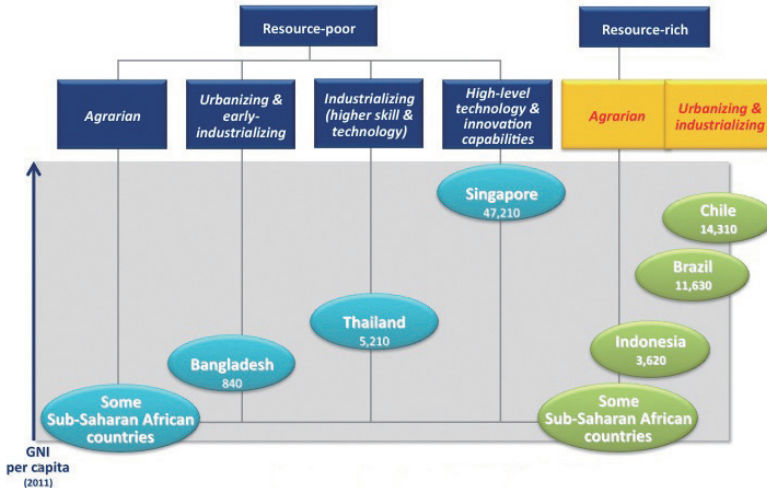 Resource-poor
Resource-rich
Agrarian
Urbanizing &
early-
industrializing
Industrializing
(higher skill &
technology)
High-level
technology &
innovation
capabilities
Agrarian
Urbanizing &
industrializing
Singapore
47,210
Chile
14,310
Brazil
11,630
Thailand
5,210
Indonesia
3,620
Bangladesh
840
Some
Sub-Saharan African
countries
Some
Sub-Saharan African
countries
GNI
per capita
(2011)